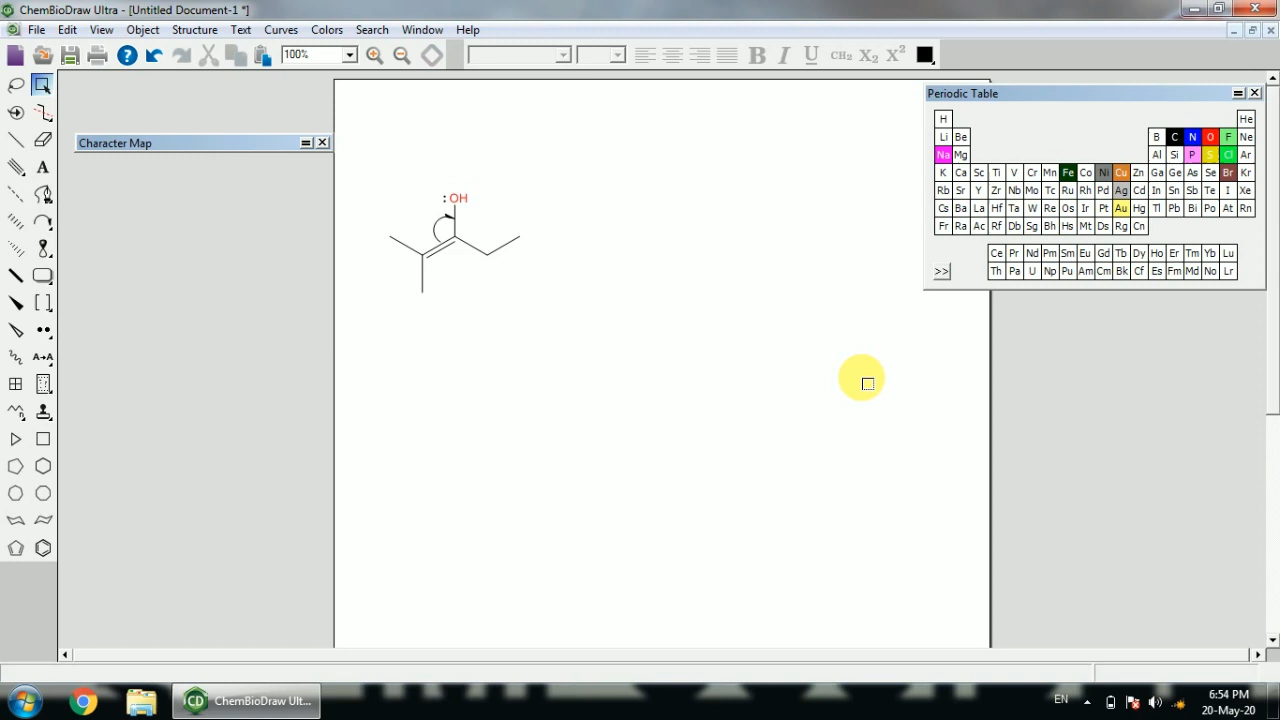 ChemBioDraw Ultra - [Untitled Document-1 *]
File Edit View Object Structure Text Curves Colors Search Window Help
100% B I U CH2 X2 X2
Periodic Table
H He
Li Be B C N O F Ne
Na Mg Al Si P S Cl Ar
K Ca Sc Ti V Cr Mn Fe Co Ni Cu Zn Ga Ge As Se Br Kr
Rb Sr Y Zr Nb Mo Tc Ru Rh Pd Ag Cd In Sn Sb Te I Xe
Cs Ba La Hf Ta W Re Os Ir Pt Au Hg Tl Pb Bi Po At Rn
Fr Ra Ac Rf Db Sg Bh Hs Mt Ds Rg Cn
Ce Pr Nd Pm Sm Eu Gd Tb Dy Ho Er Tm Yb Lu
>> Th Pa U Np Pu Am Cm Bk Cf Es Fm Md No Lr
Character Map
A
:OH
A→A
ChemBioDraw Ult...
EN
6:54 PM
20-May-20